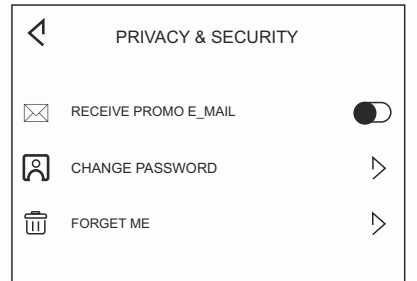 PRIVACY & SECURITY
RECEIVE PROMO E_MAIL
CHANGE PASSWORD
FORGET ME